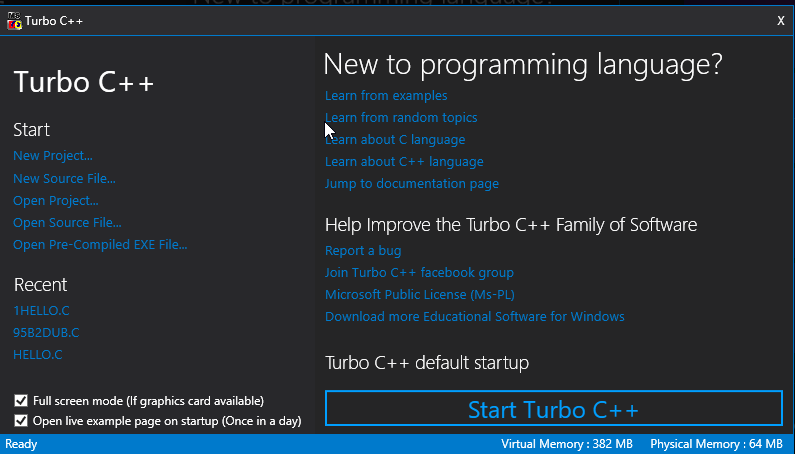 Turbo C++
X
Turbo C++
Start
New Project...
New Source File...
Open Project...
Open Source File...
Open Pre-Compiled EXE File...
Recent
1HELLO.C
95B2DUB.C
HELLO.C
Full screen mode (If graphics card available)
Open live example page on startup (Once in a day)
New to programming language?
Learn from examples
Learn from random topics
Learn about C language
Learn about C++ language
Jump to documentation page
Help Improve the Turbo C++ Family of Software
Report a bug
Join Turbo C++ facebook group
Microsoft Public License (Ms-PL)
Download more Educational Software for Windows
Turbo C++ default startup
Start Turbo C++
Ready
Virtual Memory : 382 MB
Physical Memory : 64 MB